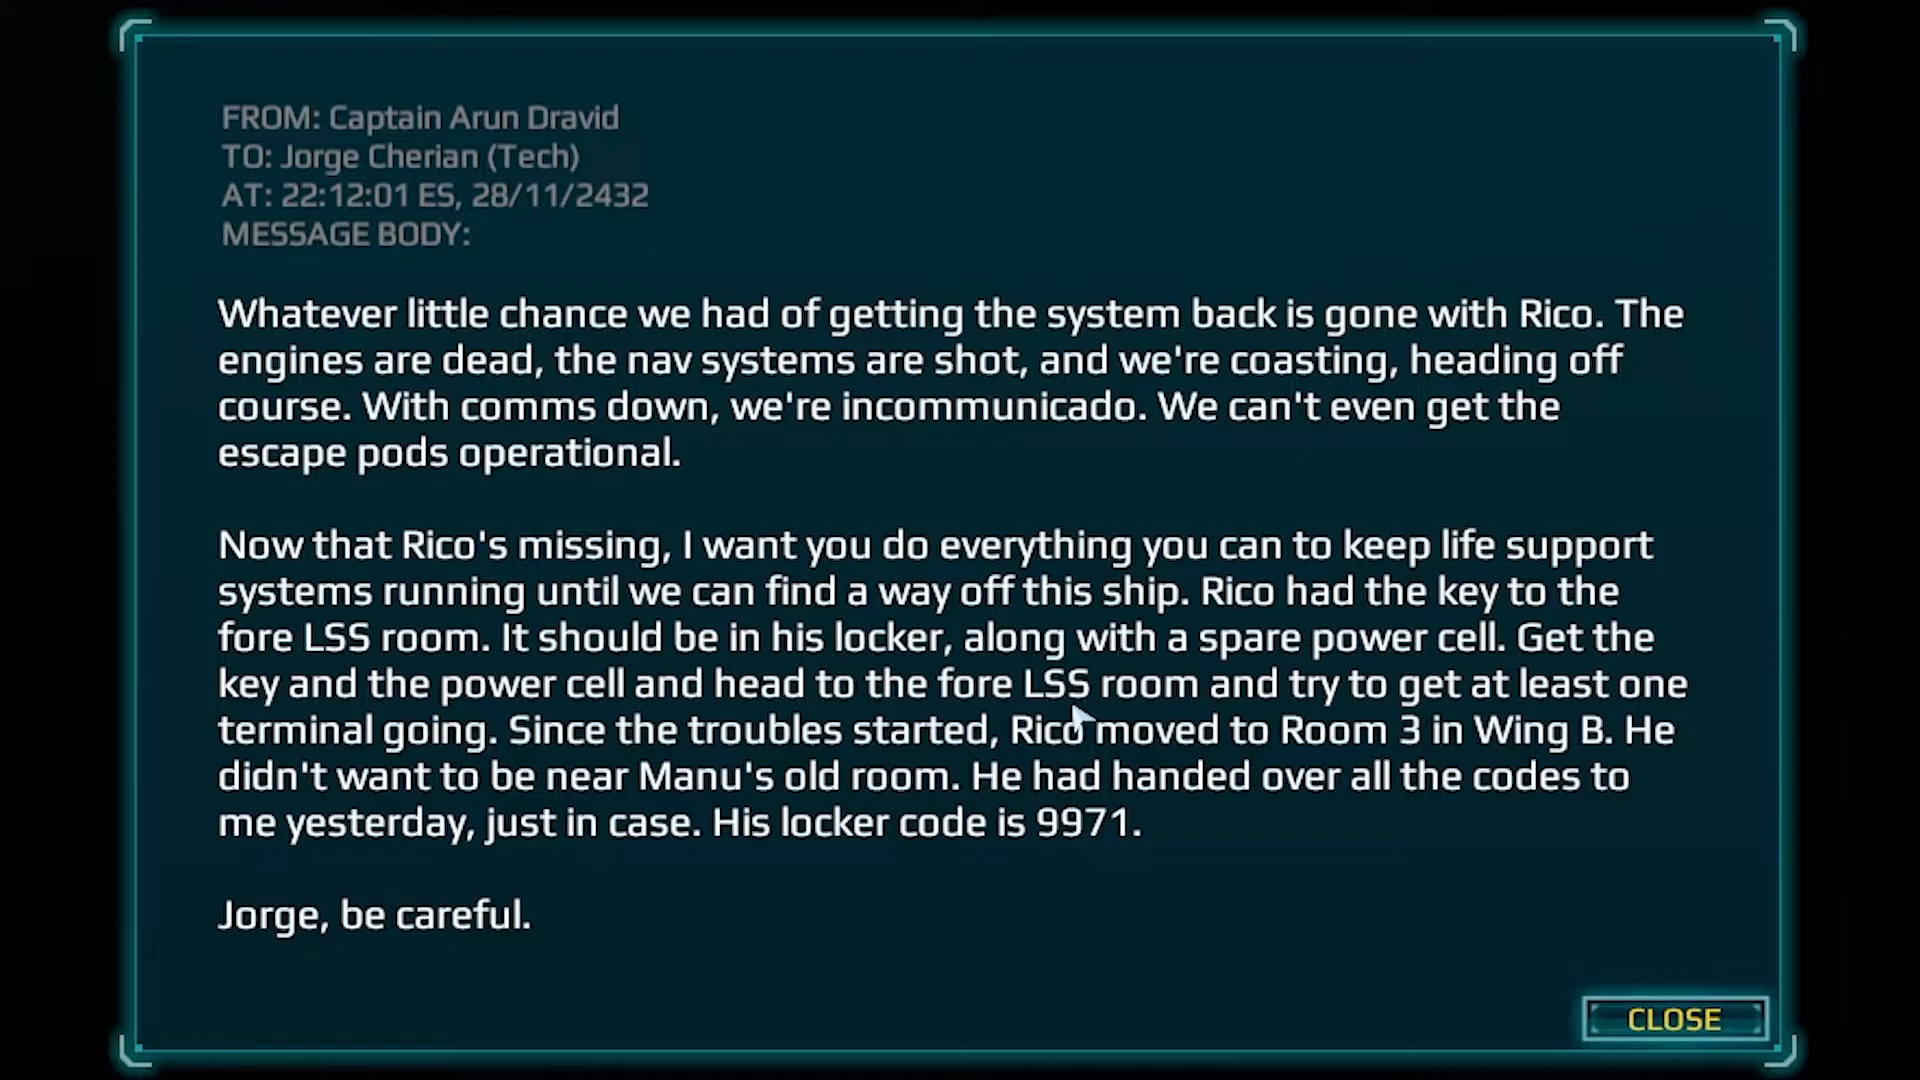 FROM: Captain Arun Dravid
TO: Jorge Cherian (Tech)
AT: 22:12:01 ES, 28/11/2432
MESSAGE BODY:
Whatever little chance we had of getting the system back is gone with Rico. The
engines are dead, the nav systems are shot, and we're coasting, heading off
course. With comms down, we're incommunicado. We can't even get the
escape pods operational.
Now that Rico's missing, I want you do everything you can to keep life support
systems running until we can find a way off this ship. Rico had the key to the
fore LSS room. It should be in his locker, along with a spare power cell. Get the
key and the power cell and head to the fore LSS room and try to get at least one
terminal going. Since the troubles started, Rico moved to Room 3 in Wing B. He
didn't want to be near Manu's old room. He had handed over all the codes to
me yesterday, just in case. His locker code is 9971.
Jorge, be careful.
CLOSE